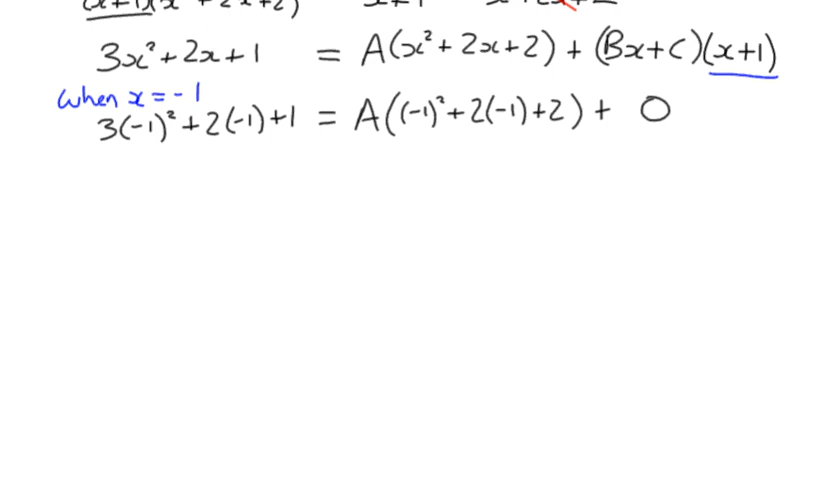 3x² + 2x + 1 = A(x² + 2x + 2) + (Bx + C)(x+1)
When x = -1
3(-1)² + 2(-1) + 1 = A((-1)² + 2(-1) + 2) + 0